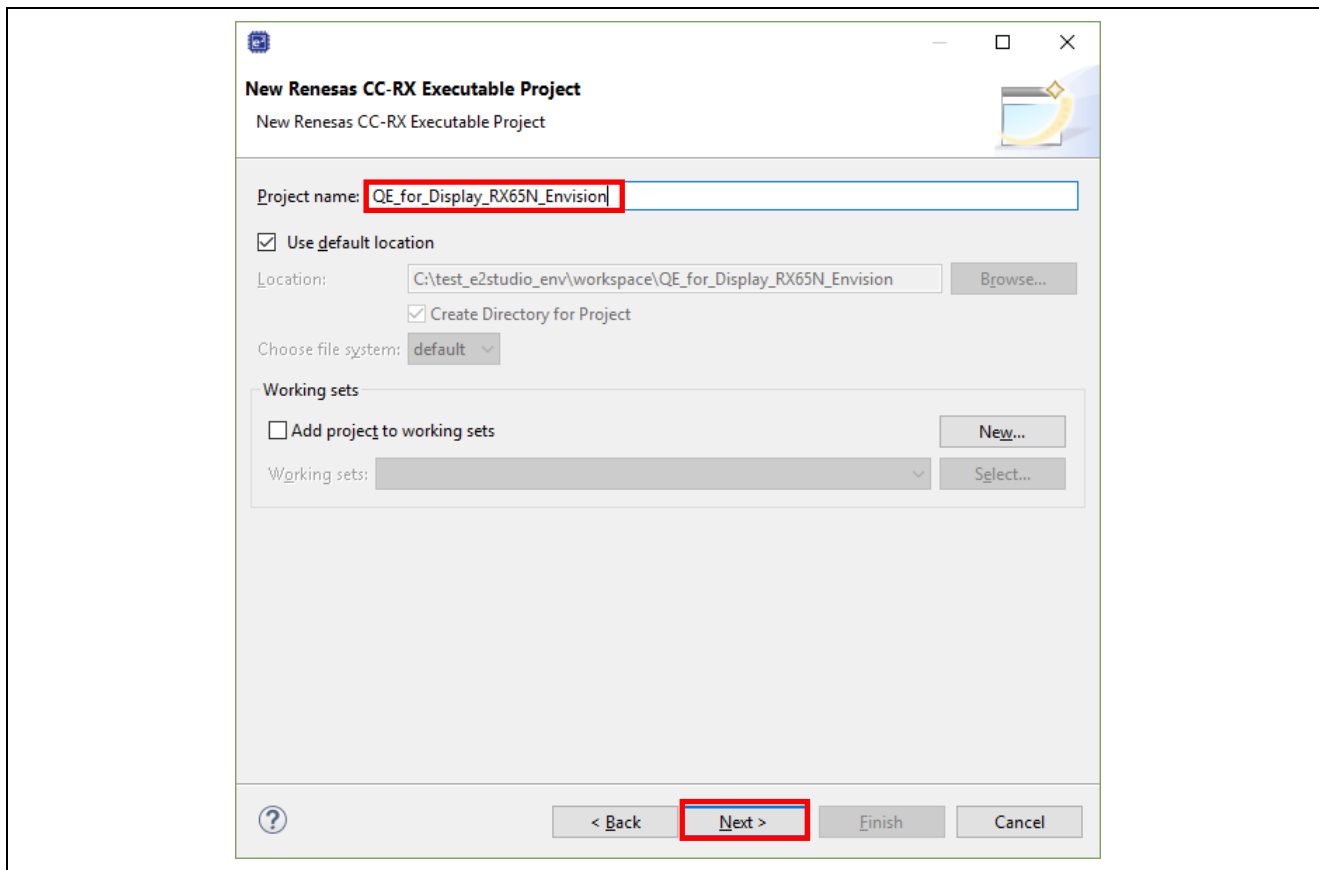 New Renesas CC-RX Executable Project
New Renesas CC-RX Executable Project
Project name: QE_for_Display_RX65N_Envision
Use default location
Location: C:\test_e2studio_env\workspace\QE_for_Display_RX65N_Envision Browse...
Create Directory for Project
Choose file system: default
Working sets
Add project to working sets New...
Working sets: Select...
? < Back Next > Finish Cancel